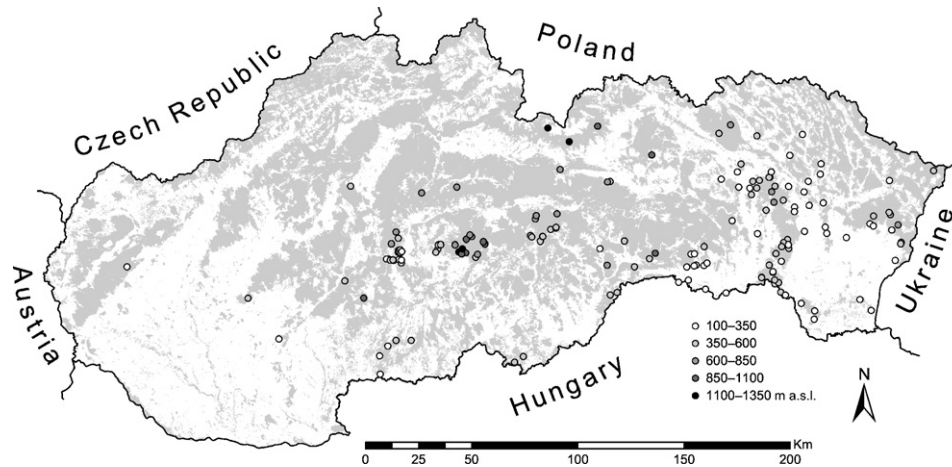 Poland
Czech Republic
Austria
Ukraine
Hungary
100–350
350–600
600–850
850–1100
1100–1350 m a.s.l.
N
Km
0 25 50 100 150 200